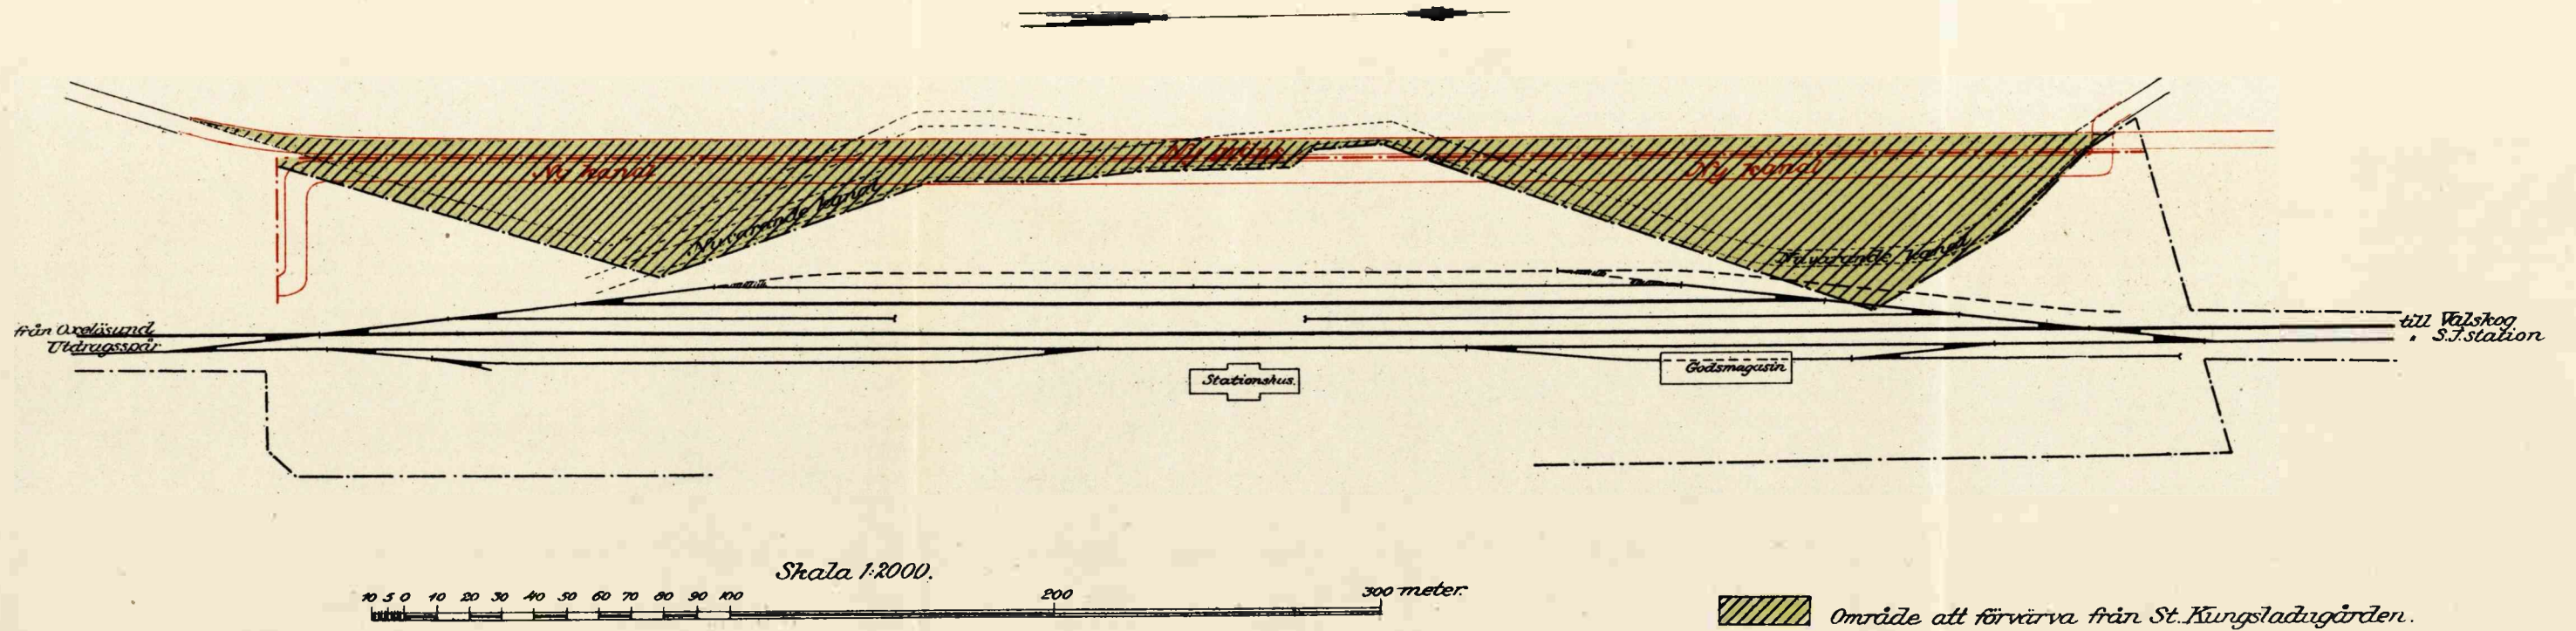 Ny kanal
Ny gräns
Ny kanal
Nuvarande kanal
Nuvarande kanal
från Oxelösund
Utdragsspår
till Valskog
" S.J. station
Stationshus.
Godsmagasin
Skala 1:2000.
10 5 0 10 20 30 40 50 60 70 80 90 100 200 300 meter.
Område att förvärva från St. Kungsladugården.